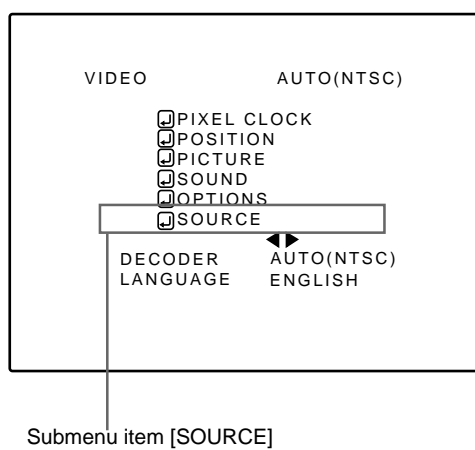 VIDEO AUTO(NTSC)
PIXEL CLOCK
POSITION
PICTURE
SOUND
OPTIONS
SOURCE
DECODER AUTO(NTSC)
LANGUAGE ENGLISH
Submenu item [SOURCE]